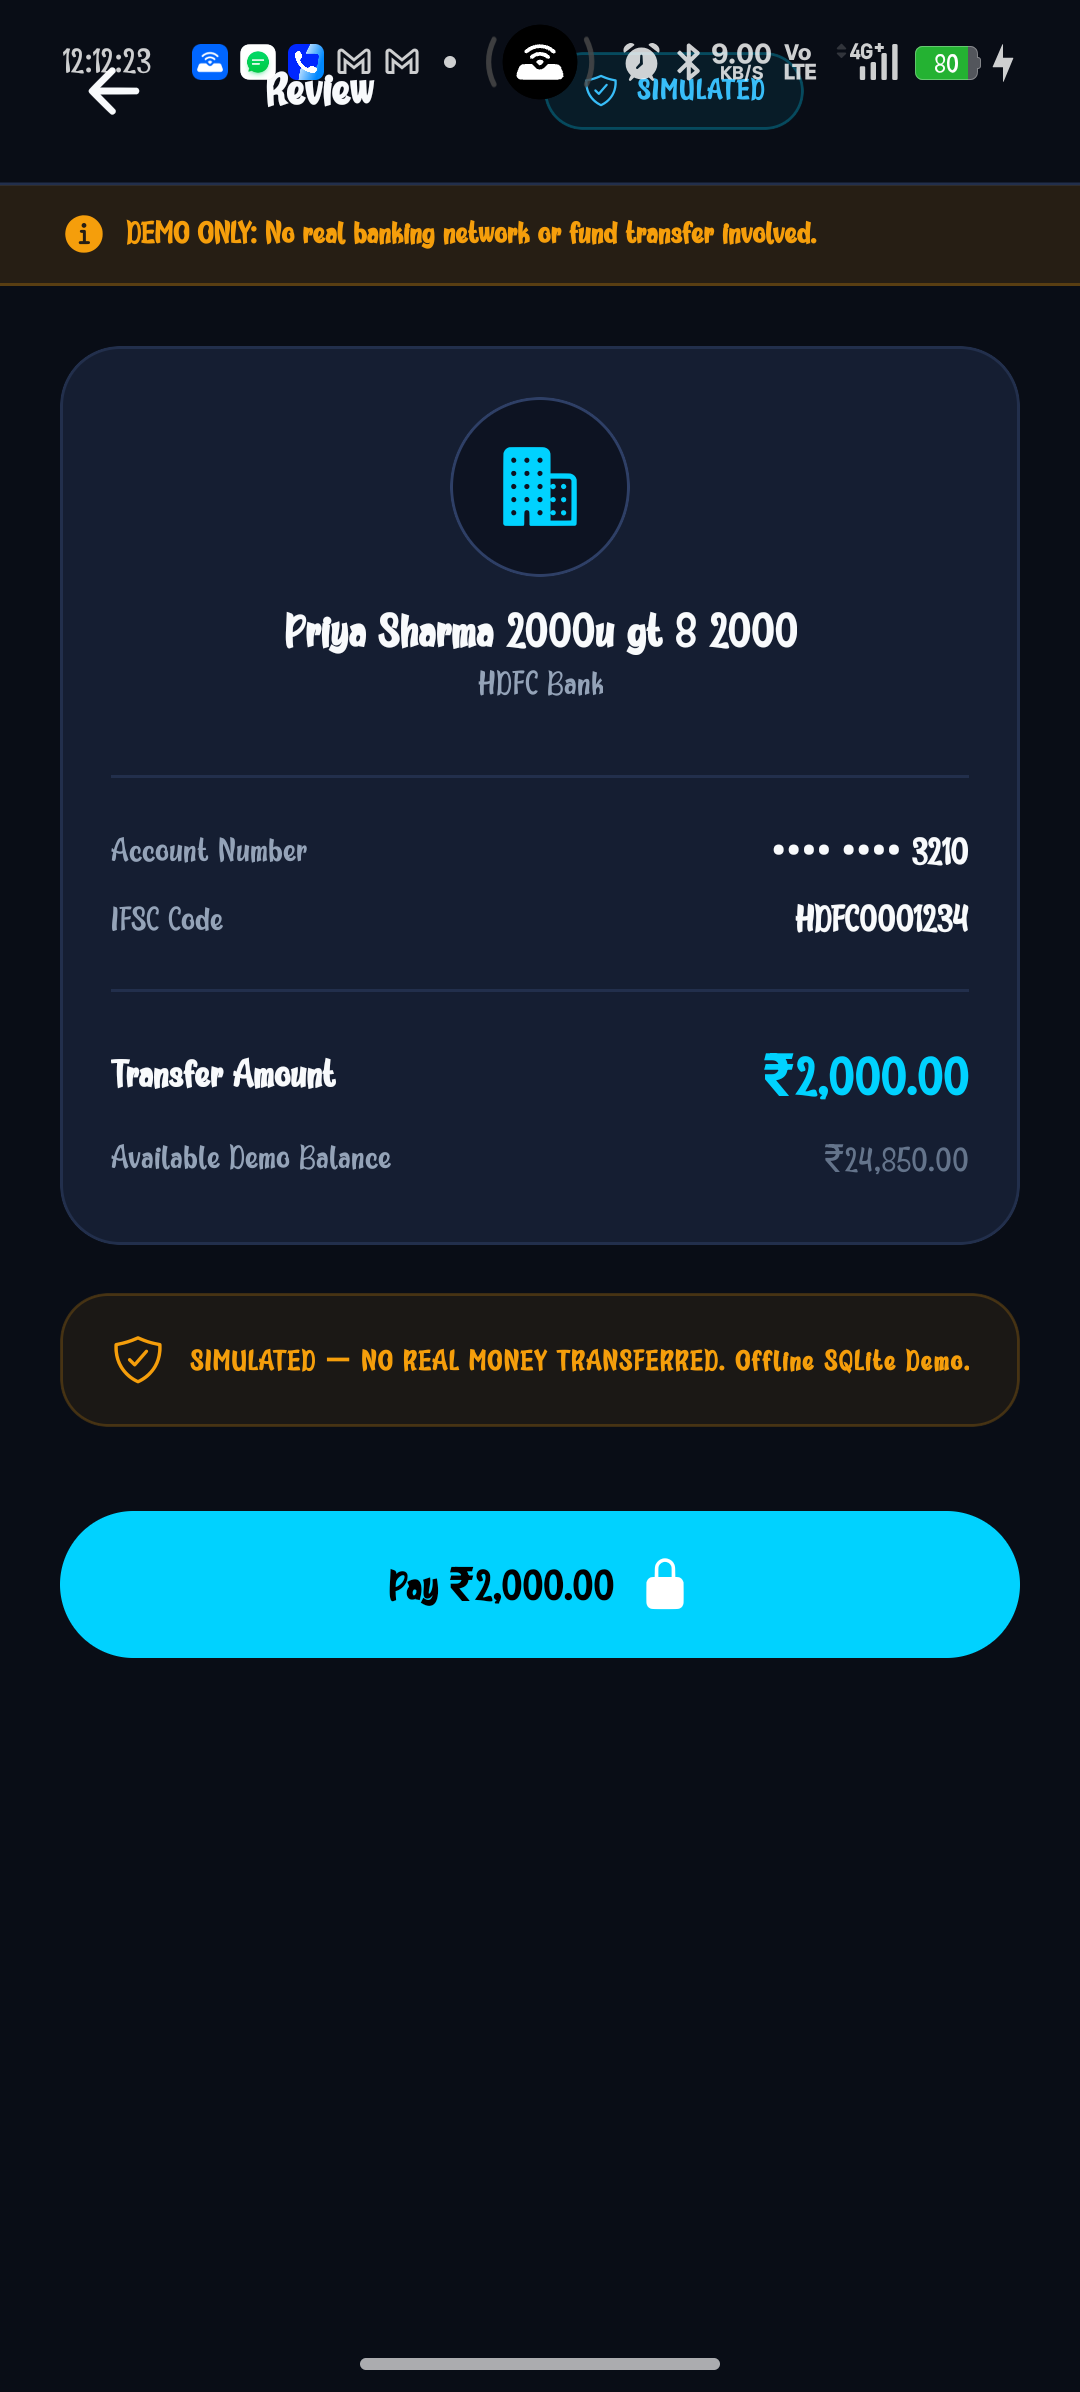 12:12:23
9.00 KB/S
Vo LTE
4G+
80
Review
SIMULATED
DEMO ONLY: No real banking network or fund transfer involved.
Priya Sharma 2000u gt 8 2000
HDFC Bank
Account Number •••• •••• 3210
IFSC Code HDFC0001234
Transfer Amount ₹2,000.00
Available Demo Balance ₹24,850.00
SIMULATED — NO REAL MONEY TRANSFERRED. Offline SQLite Demo.
Pay ₹2,000.00